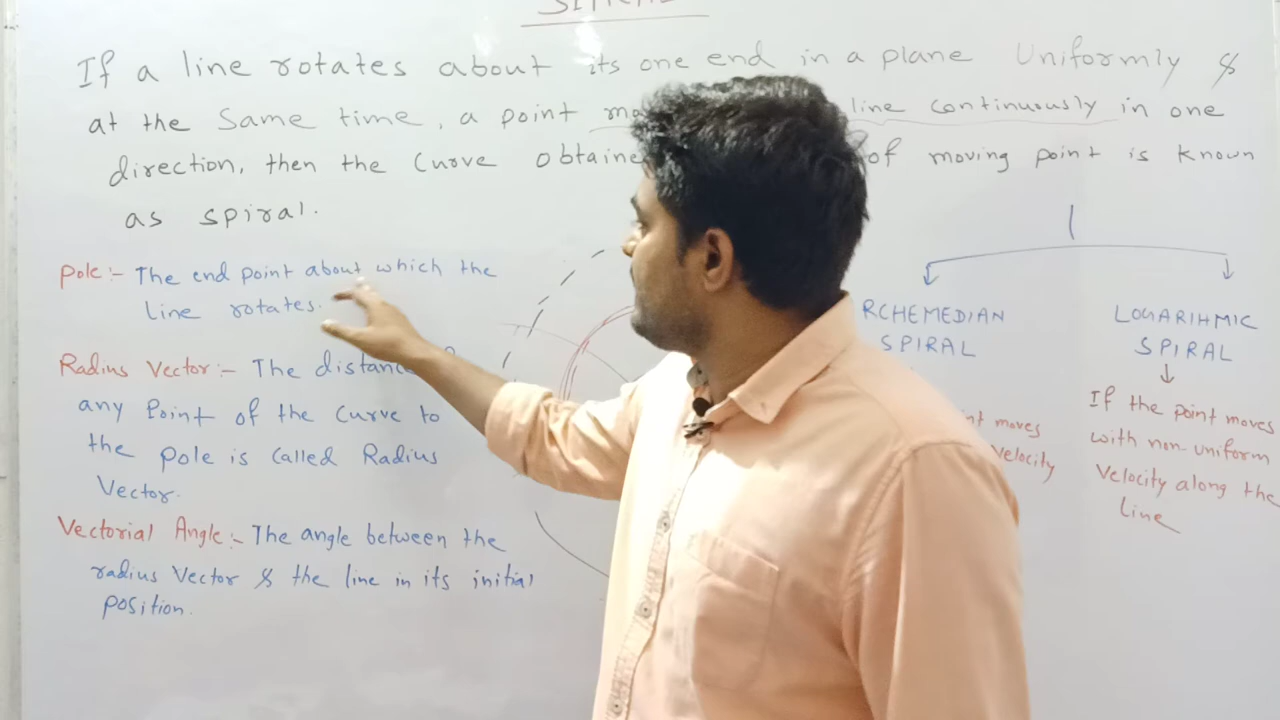 If a line rotates about its one end in a plane Uniformly &
at the same time, a point line continuously in one
direction, then the Curve of moving point is known
as spiral.
Pole:- The end point about which the
line rotates.
Radius Vector:- The
any Point of the Curve to
the pole is called Radius
Vector.
Vectorial Angle:- The angle between the
radius Vector & the line in its initial
position.
RCHEMEDIAN
SPIRAL
moves
velocity
LOGARIHMIC
SPIRAL
If the point moves
with non-uniform
Velocity along the
line